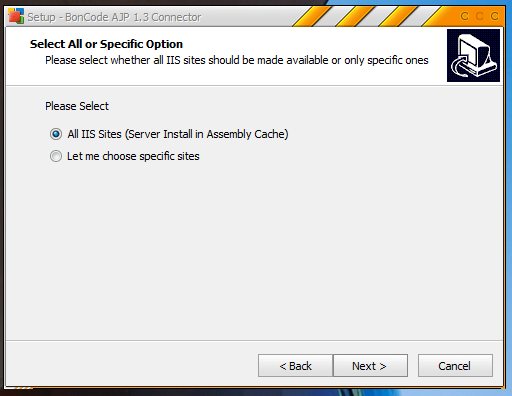 Setup - BonCode AJP 1.3 Connector
Select All or Specific Option
Please select whether all IIS sites should be made available or only specific ones
Please Select
All IIS Sites (Server Install in Assembly Cache)
Let me choose specific sites
< Back
Next >
Cancel